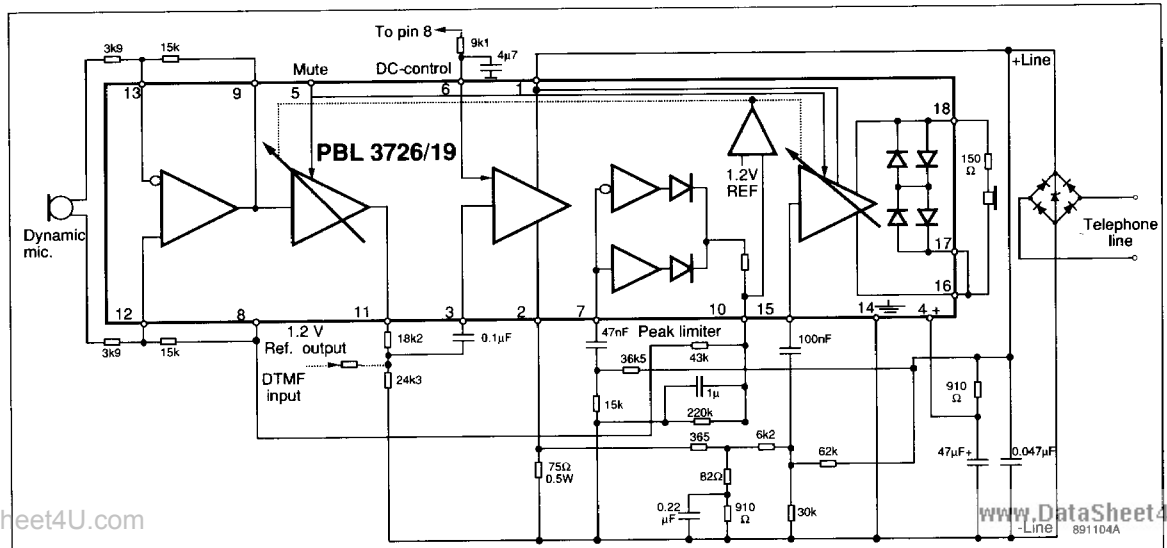 To pin 8
9k1
4µ7
3k9
15k
Mute
DC-control
+Line
13
9
5
6
1
18
PBL 3726/19
1.2V
REF
150
Ω
Dynamic
mic.
Telephone
line
17
16
12
8
11
3
2
7
10
15
14
4 +
3k9
15k
1.2 V
Ref. output
18k2
0.1µF
47nF
Peak limiter
43k
100nF
36k5
DTMF
input
24k3
15k
1µ
220k
910
Ω
365
6k2
62k
47µF+
0.047µF
75Ω
0.5W
82Ω
0.22
µF
910
Ω
30k
heet4U.com
www.DataSheet4
-Line
891104A